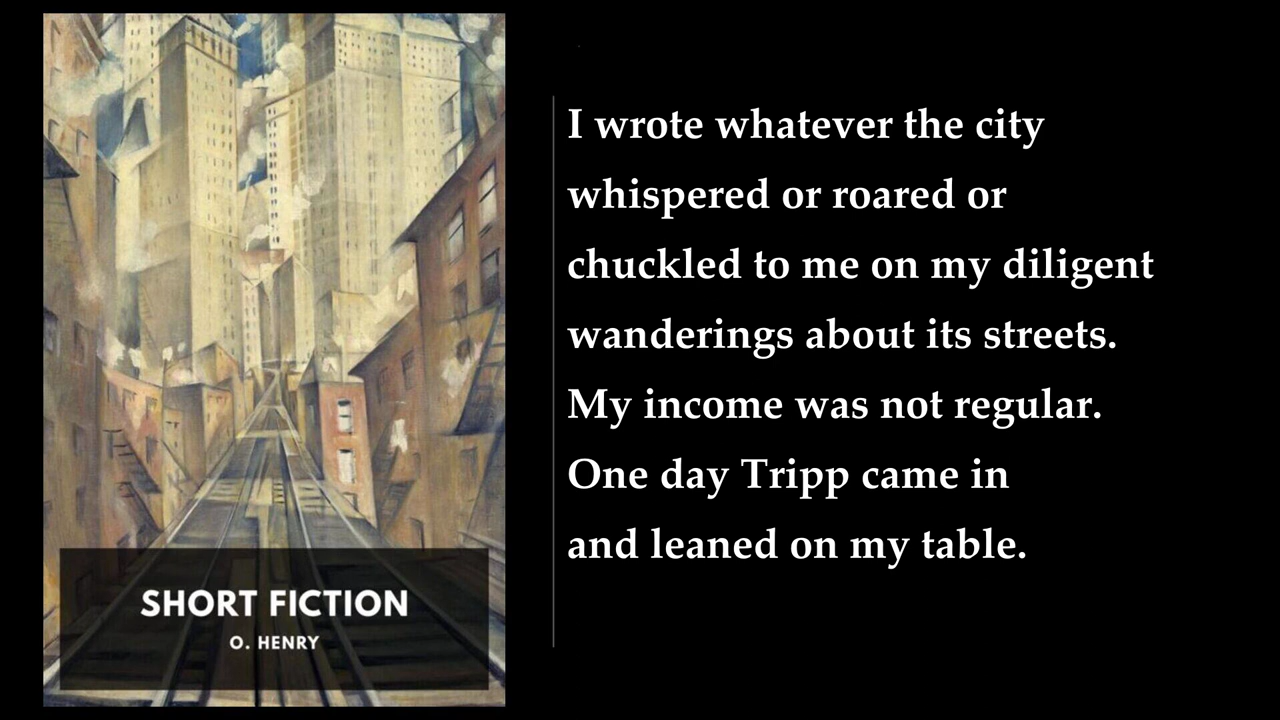 I wrote whatever the city
whispered or roared or
chuckled to me on my diligent
wanderings about its streets.
My income was not regular.
One day Tripp came in
and leaned on my table.
SHORT FICTION
O. HENRY